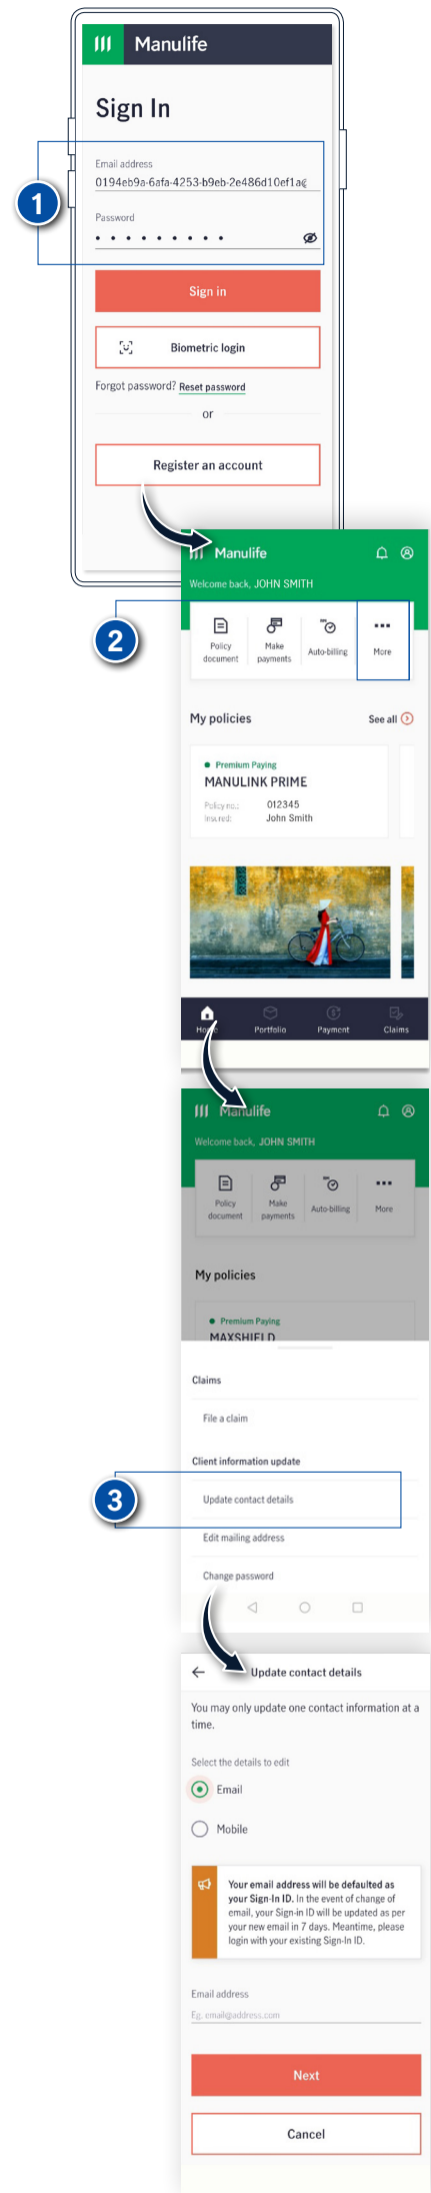 Manulife
Sign In
Email address
0194eb9a-6afa-4253-b9eb-2e486d10ef1a@
1
Password
Sign in
Biometric login
Forgot password? Reset password
or
Register an account
Manulife
Welcome back, JOHN SMITH
2
Policy document
Make payments
Auto-billing
More
My policies
See all
Premium Paying
MANULINK PRIME
Policy no.: 012345
Insured: John Smith
Home
Portfolio
Payment
Claims
Manulife
Welcome back, JOHN SMITH
Policy document
Make payments
Auto-billing
More
My policies
Premium Paying
MAXSHIELD
Claims
File a claim
Client information update
3
Update contact details
Edit mailing address
Change password
Update contact details
You may only update one contact information at a
time.
Select the details to edit
Email
Mobile
Your email address will be defaulted as
your Sign-In ID. In the event of change of
email, your Sign-in ID will be updated as per
your new email in 7 days. Meantime, please
login with your existing Sign-In ID.
Email address
Eg. email@address.com
Next
Cancel